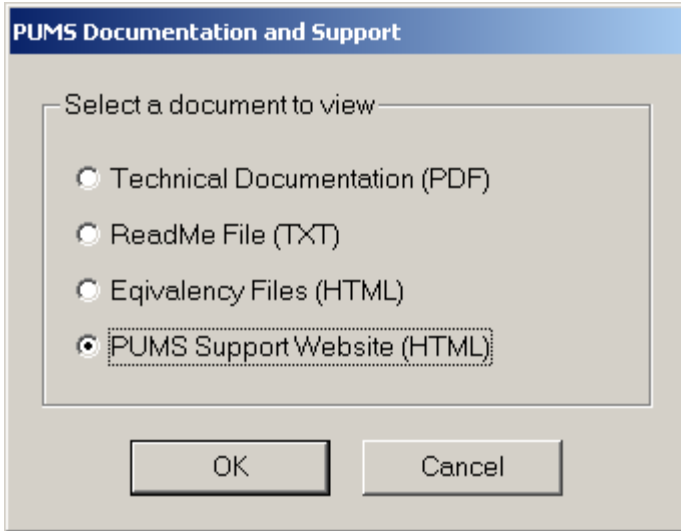 PUMS Documentation and Support
Select a document to view
Technical Documentation (PDF)
ReadMe File (TXT)
Eqivalency Files (HTML)
PUMS Support Website (HTML)
OK Cancel